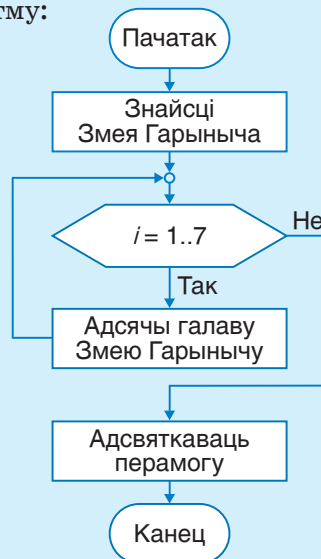 тму:
Пачатак
Знайсці
Змея Гарыныча
i = 1..7
Не
Так
Адсячы галаву
Змею Гарынычу
Адсвяткаваць
перамогу
Канец